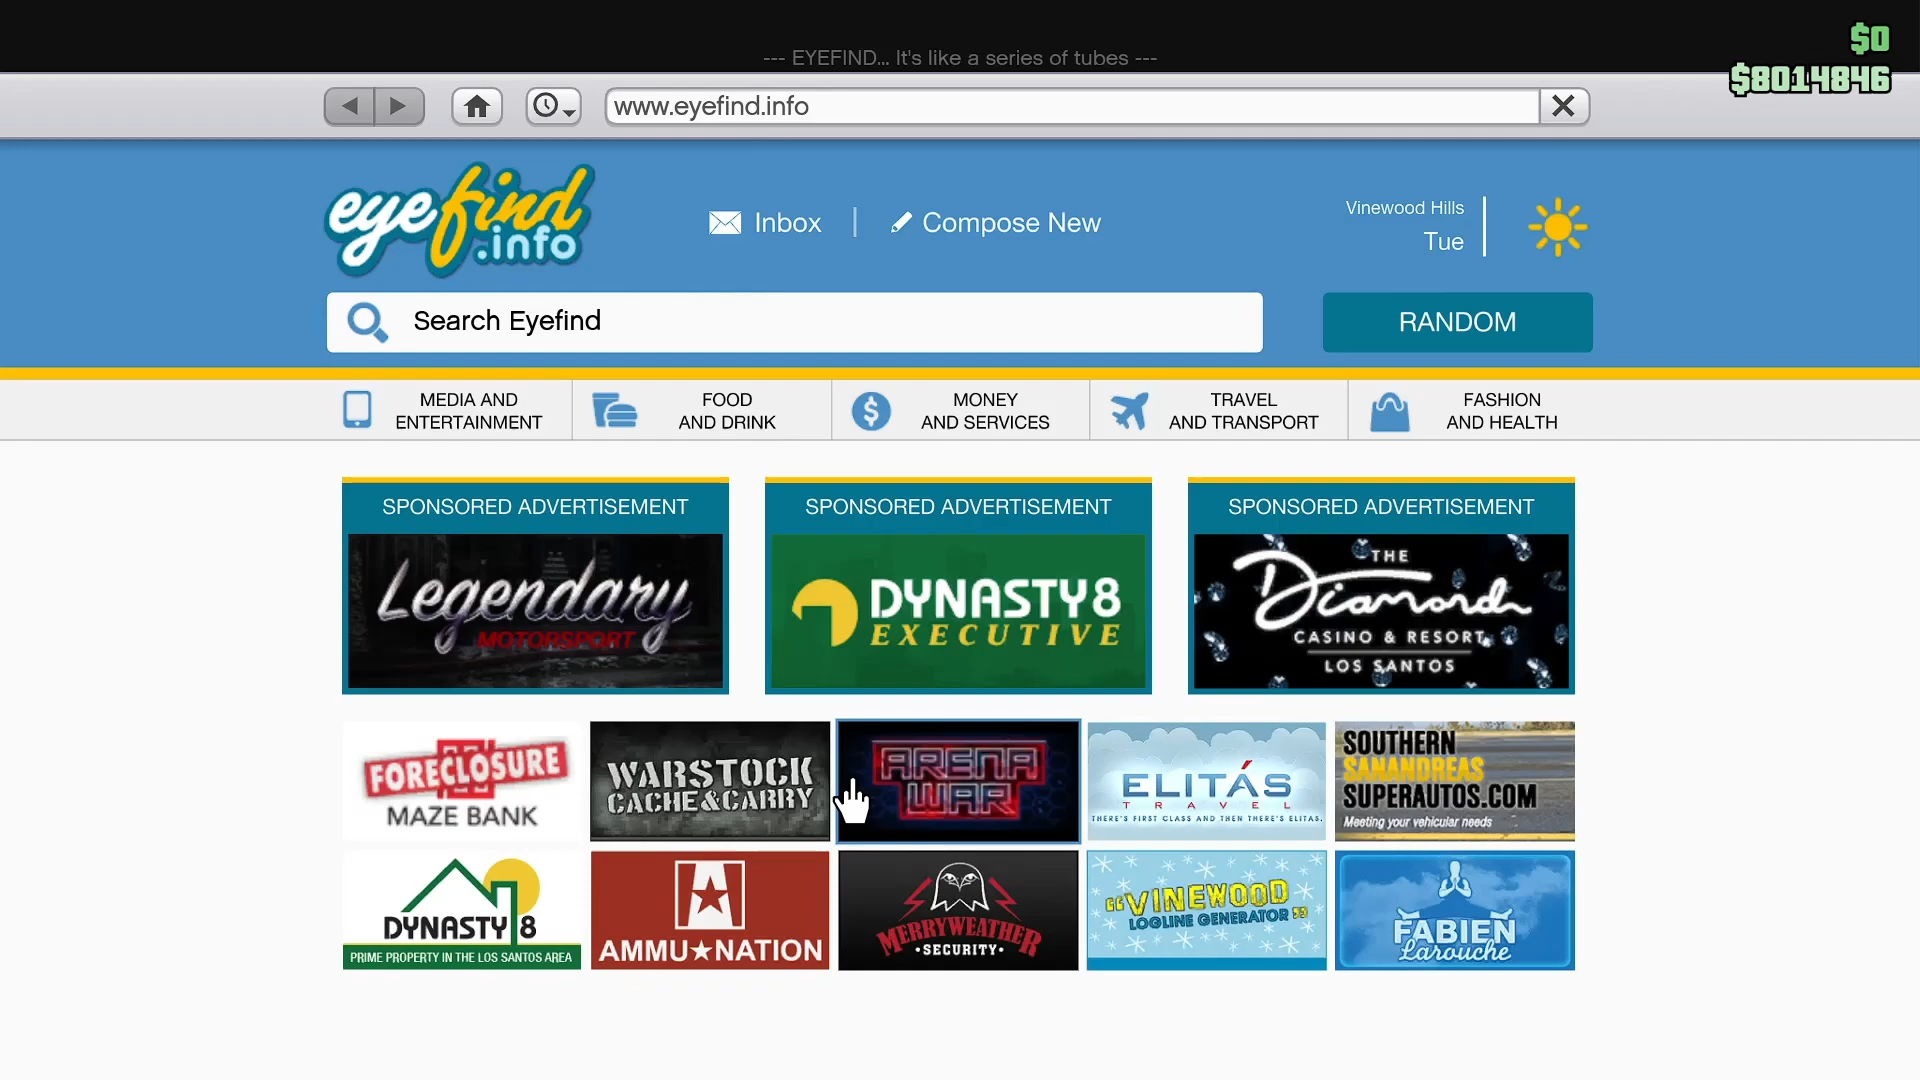 --- EYEFIND... It's like a series of tubes ---
$0
$8014846
www.eyefind.info
eyefind
.info
Inbox
Compose New
Vinewood Hills
Tue
Search Eyefind
RANDOM
MEDIA AND
ENTERTAINMENT
FOOD
AND DRINK
MONEY
AND SERVICES
TRAVEL
AND TRANSPORT
FASHION
AND HEALTH
SPONSORED ADVERTISEMENT
Legendary
MOTORSPORT
SPONSORED ADVERTISEMENT
DYNASTY8
EXECUTIVE
SPONSORED ADVERTISEMENT
THE
Diamond
CASINO & RESORT
LOS SANTOS
FORECLOSURE
MAZE BANK
WARSTOCK
CACHE&CARRY
ARENA
WAR
ELITÁS
TRAVEL
THERE'S FIRST CLASS AND THEN THERE'S ELITAS.
SOUTHERN
SANANDREAS
SUPERAUTOS.COM
Meeting your vehicular needs
DYNASTY 8
PRIME PROPERTY IN THE LOS SANTOS AREA
AMMU★NATION
MERRYWEATHER
•SECURITY•
"VINEWOOD
LOGLINE GENERATOR"
FABIEN
Larouche